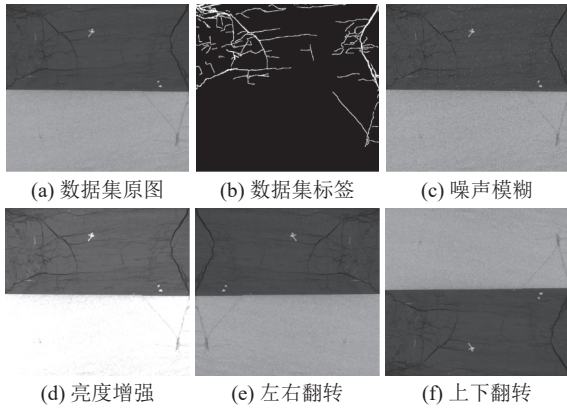 (a) 数据集原图
(b) 数据集标签
(c) 噪声模糊
(d) 亮度增强
(e) 左右翻转
(f) 上下翻转